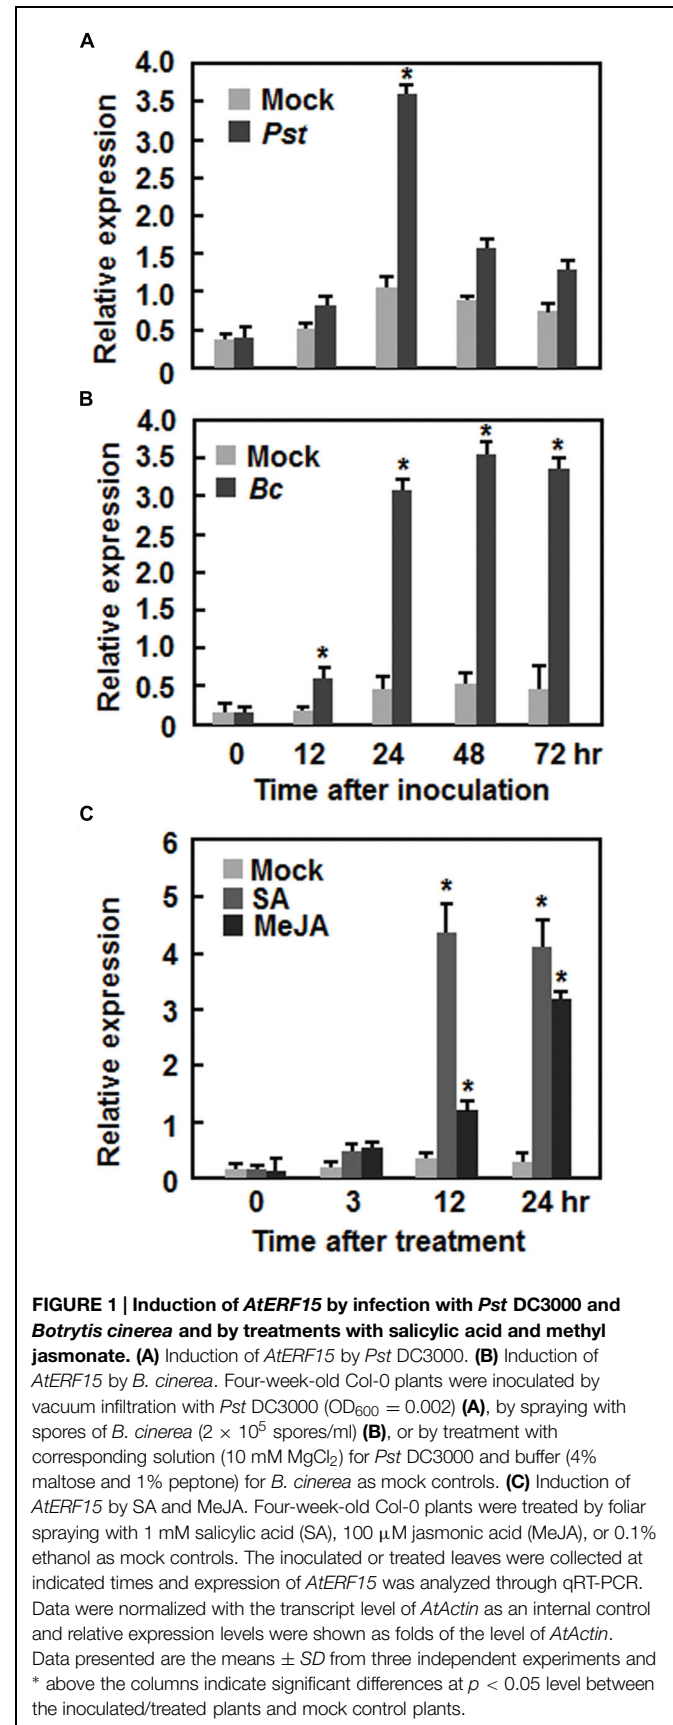 A
4.0
3.5
3.0
2.5
2.0
1.5
1.0
0.5
0
Relative expression
Mock
Pst
*
B
4.0
3.5
3.0
2.5
2.0
1.5
1.0
0.5
0
Relative expression
Mock
Bc
* * * *
0 12 24 48 72 hr
Time after inoculation
C
6
5
4
3
2
1
0
Relative expression
Mock
SA
MeJA
* * * *
0 3 12 24 hr
Time after treatment
FIGURE 1 | Induction of AtERF15 by infection with Pst DC3000 and
Botrytis cinerea and by treatments with salicylic acid and methyl
jasmonate. (A) Induction of AtERF15 by Pst DC3000. (B) Induction of
AtERF15 by B. cinerea. Four-week-old Col-0 plants were inoculated by
vacuum infiltration with Pst DC3000 (OD₆₀₀ = 0.002) (A), by spraying with
spores of B. cinerea (2 × 10⁵ spores/ml) (B), or by treatment with
corresponding solution (10 mM MgCl₂) for Pst DC3000 and buffer (4%
maltose and 1% peptone) for B. cinerea as mock controls. (C) Induction of
AtERF15 by SA and MeJA. Four-week-old Col-0 plants were treated by foliar
spraying with 1 mM salicylic acid (SA), 100 μM jasmonic acid (MeJA), or 0.1%
ethanol as mock controls. The inoculated or treated leaves were collected at
indicated times and expression of AtERF15 was analyzed through qRT-PCR.
Data were normalized with the transcript level of AtActin as an internal control
and relative expression levels were shown as folds of the level of AtActin.
Data presented are the means ± SD from three independent experiments and
* above the columns indicate significant differences at p < 0.05 level between
the inoculated/treated plants and mock control plants.